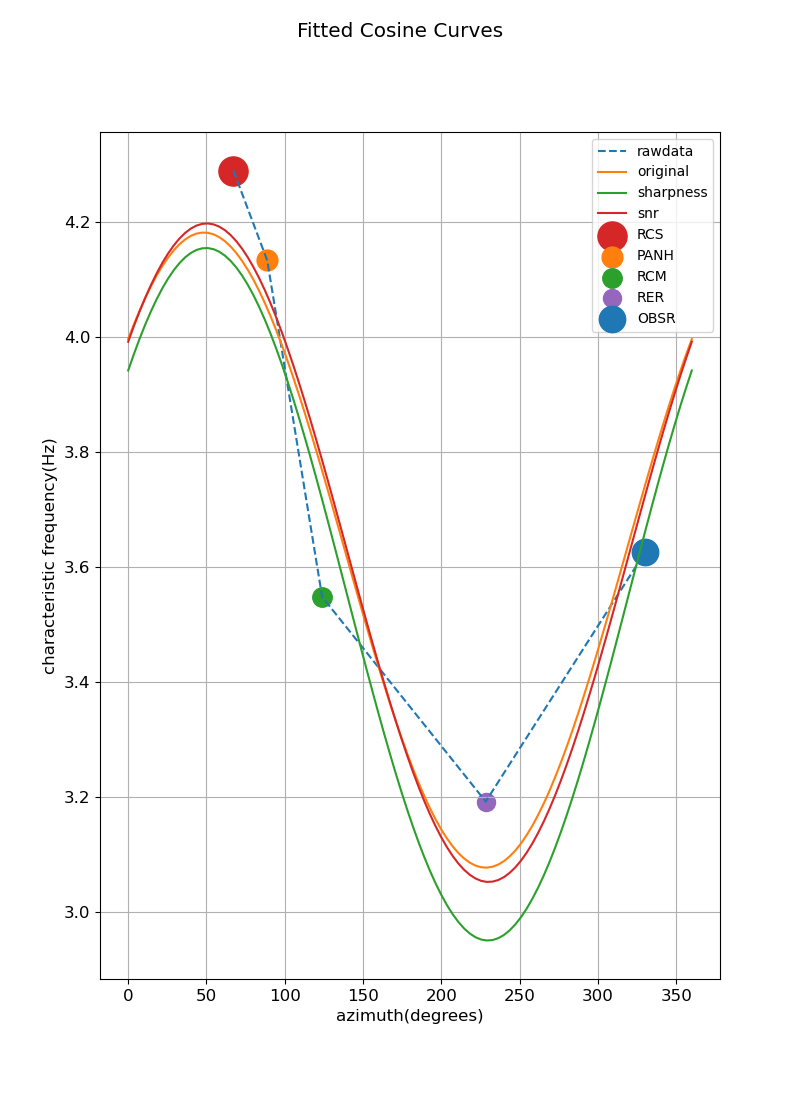 Fitted Cosine Curves
rawdata
original
sharpness
snr
RCS
PANH
RCM
RER
OBSR
4.2
4.0
3.8
3.6
3.4
3.2
3.0
characteristic frequency(Hz)
0 50 100 150 200 250 300 350
azimuth(degrees)